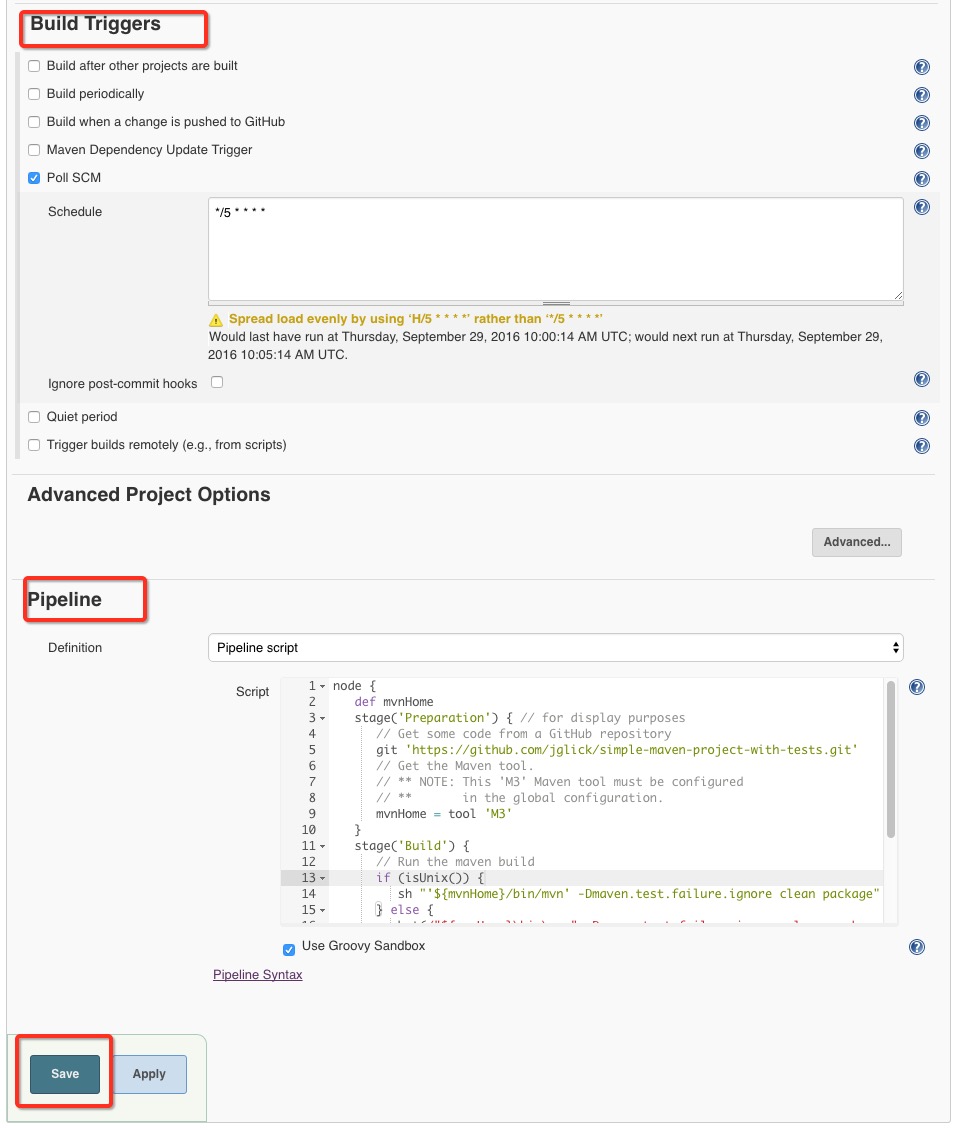 Build Triggers
Build after other projects are built
Build periodically
Build when a change is pushed to GitHub
Maven Dependency Update Trigger
Poll SCM
Schedule
*/5 * * * *
Spread load evenly by using ‘H/5 * * * *’ rather than ‘*/5 * * * *’
Would last have run at Thursday, September 29, 2016 10:00:14 AM UTC; would next run at Thursday, September 29,
2016 10:05:14 AM UTC.
Ignore post-commit hooks
Quiet period
Trigger builds remotely (e.g., from scripts)
Advanced Project Options
Advanced...
Pipeline
Definition
Pipeline script
Script
1 node {
2 def mvnHome
3 stage('Preparation') { // for display purposes
4 // Get some code from a GitHub repository
5 git 'https://github.com/jglick/simple-maven-project-with-tests.git'
6 // Get the Maven tool.
7 // ** NOTE: This 'M3' Maven tool must be configured
8 // **       in the global configuration.
9 mvnHome = tool 'M3'
10 }
11 stage('Build') {
12 // Run the maven build
13 if (isUnix()) {
14 sh "'${mvnHome}/bin/mvn' -Dmaven.test.failure.ignore clean package"
15 } else {
Use Groovy Sandbox
Pipeline Syntax
Save
Apply